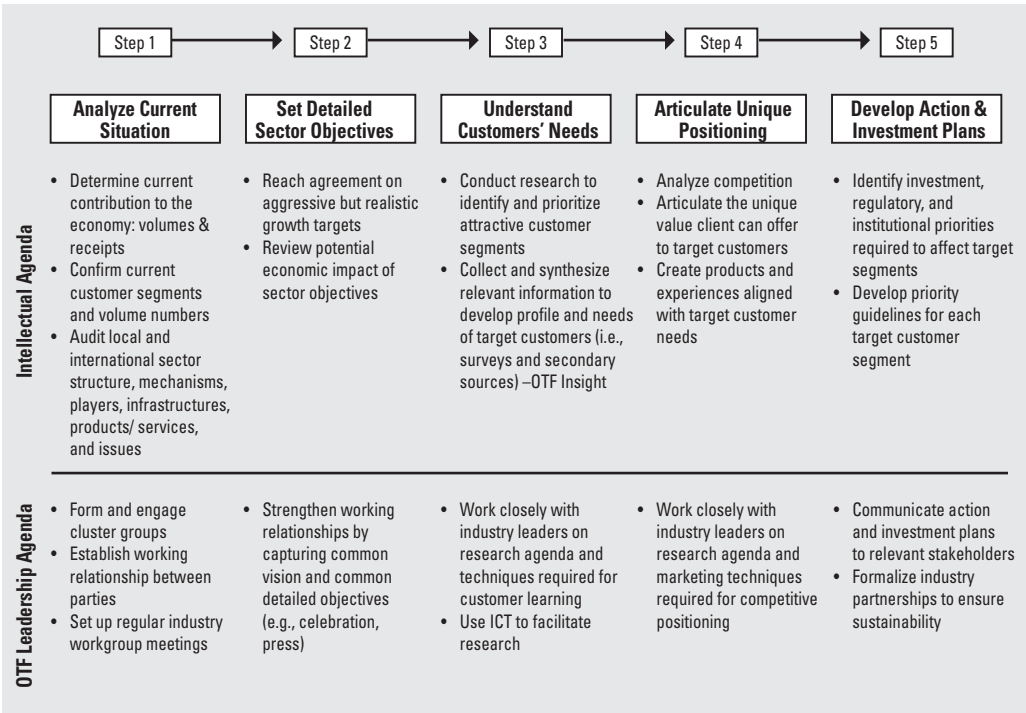 Step 1
Step 2
Step 3
Step 4
Step 5
Analyze Current
Situation
Set Detailed
Sector Objectives
Understand
Customers' Needs
Articulate Unique
Positioning
Develop Action &
Investment Plans
Intellectual Agenda
• Determine current
contribution to the
economy: volumes &
receipts
• Confirm current
customer segments
and volume numbers
• Audit local and
international sector
structure, mechanisms,
players, infrastructures,
products/ services,
and issues
• Reach agreement on
aggressive but realistic
growth targets
• Review potential
economic impact of
sector objectives
• Conduct research to
identify and prioritize
attractive customer
segments
• Collect and synthesize
relevant information to
develop profile and needs
of target customers (i.e.,
surveys and secondary
sources) –OTF Insight
• Analyze competition
• Articulate the unique
value client can offer
to target customers
• Create products and
experiences aligned
with target customer
needs
• Identify investment,
regulatory, and
institutional priorities
required to affect target
segments
• Develop priority
guidelines for each
target customer
segment
OTF Leadership Agenda
• Form and engage
cluster groups
• Establish working
relationship between
parties
• Set up regular industry
workgroup meetings
• Strengthen working
relationships by
capturing common
vision and common
detailed objectives
(e.g., celebration,
press)
• Work closely with
industry leaders on
research agenda and
techniques required for
customer learning
• Use ICT to facilitate
research
• Work closely with
industry leaders on
research agenda and
marketing techniques
required for competitive
positioning
• Communicate action
and investment plans
to relevant stakeholders
• Formalize industry
partnerships to ensure
sustainability